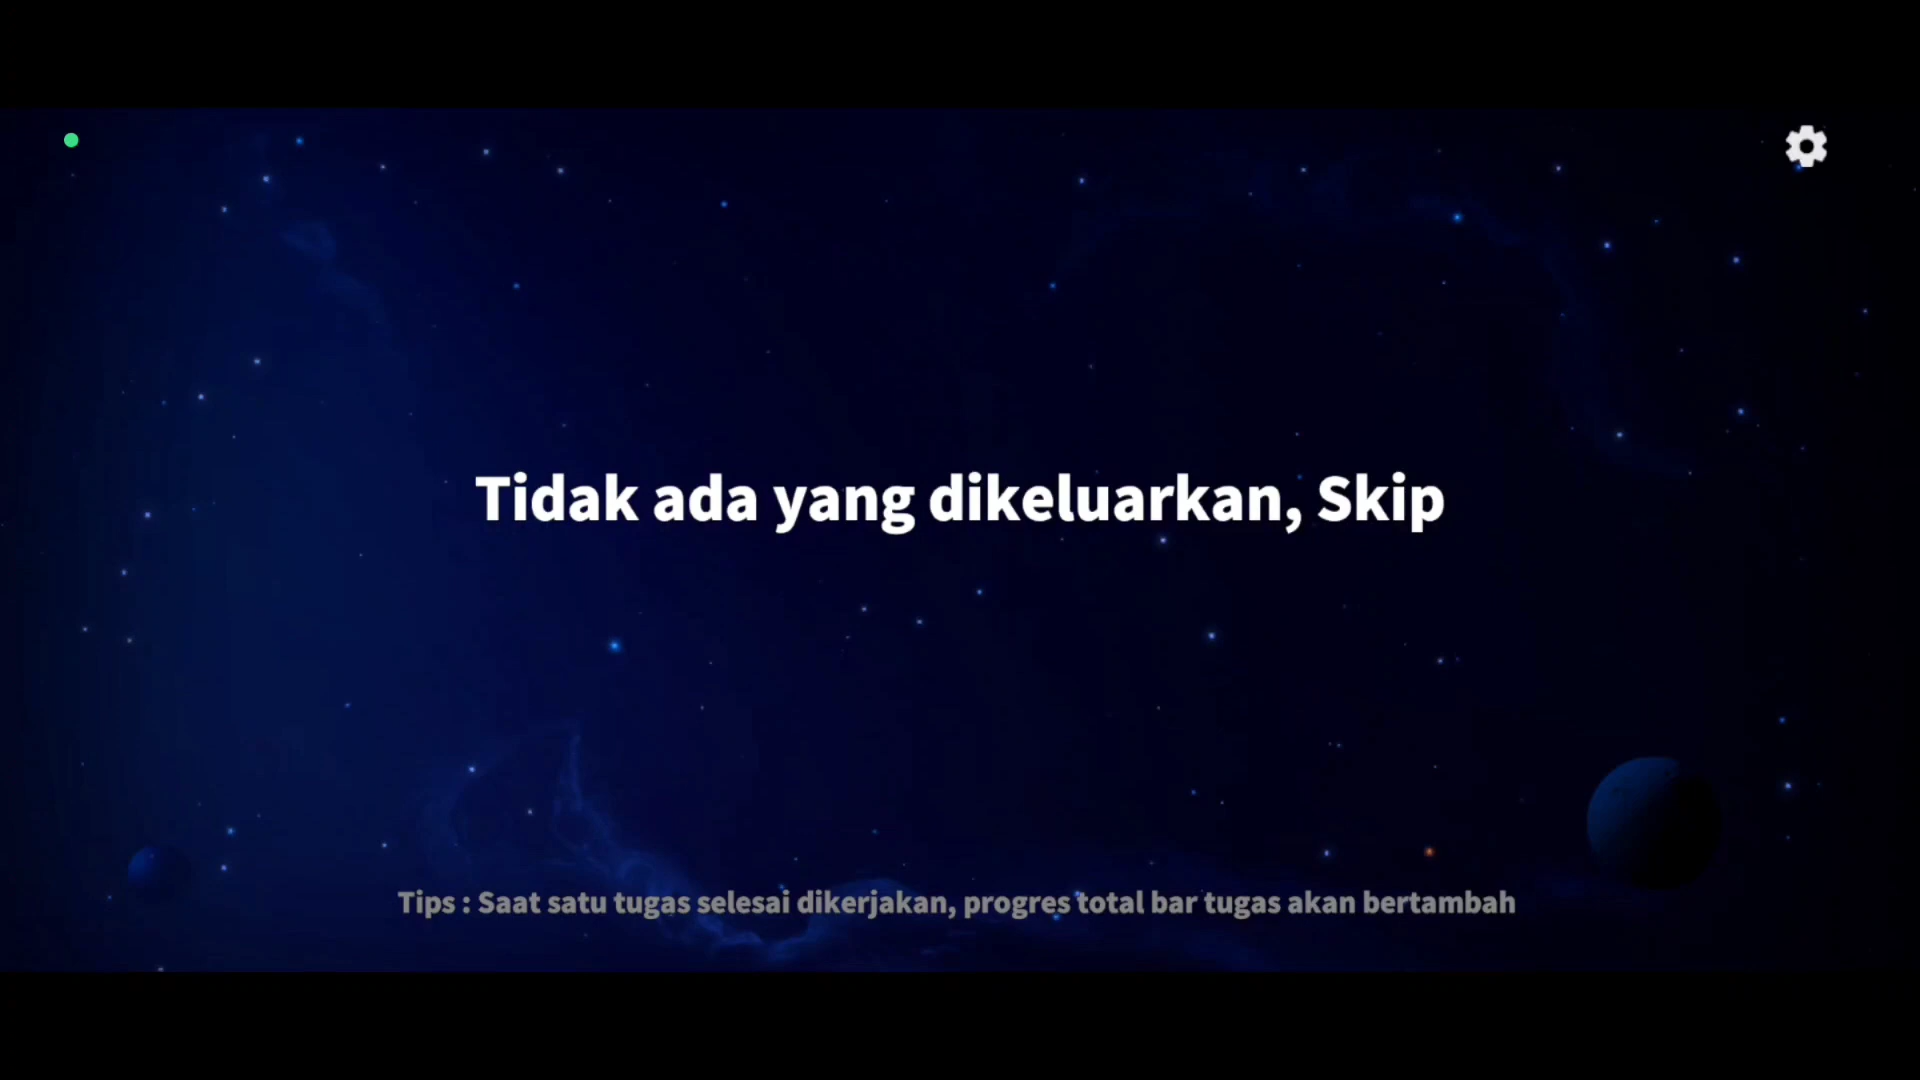 Tidak ada yang dikeluarkan, Skip
Tips : Saat satu tugas selesai dikerjakan, progres total bar tugas akan bertambah